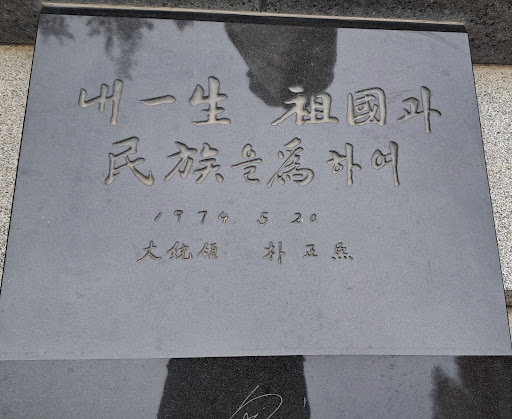 내 一生 祖國과
民族을 爲하여
1974. 5. 20
大統領 朴正熙